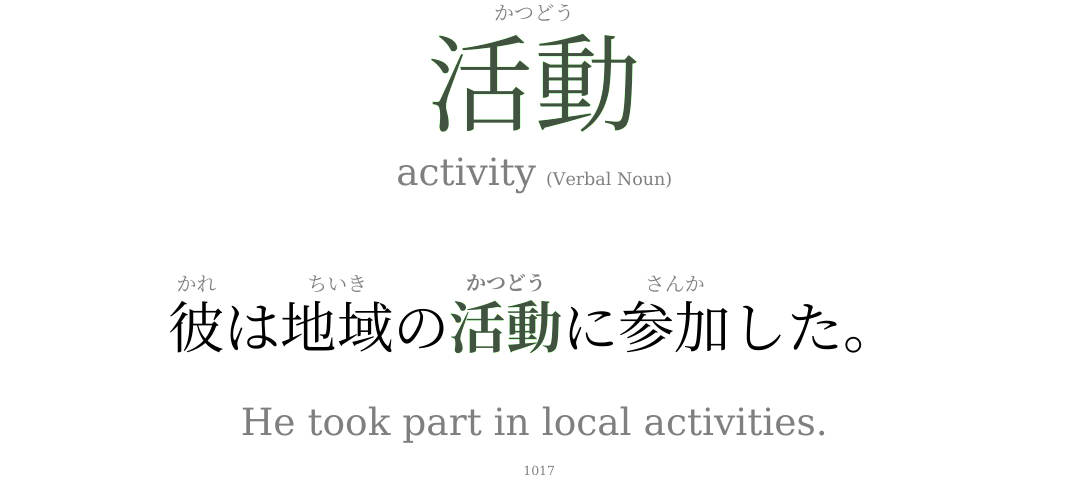 かつどう
活動
activity (Verbal Noun)
かれ ちいき かつどう さんか
彼は地域の活動に参加した。
He took part in local activities.
1017